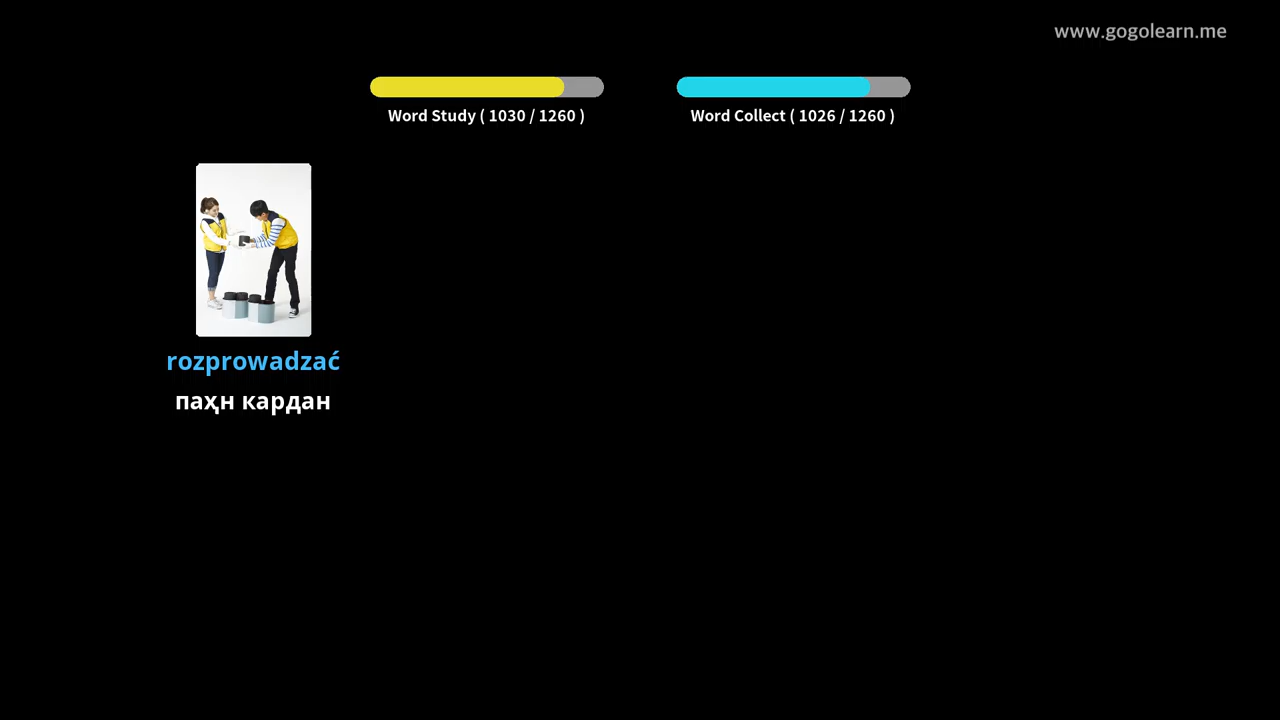 www.gogolearn.me
Word Study ( 1030 / 1260 )
Word Collect ( 1026 / 1260 )
rozprowadzać
паҳн кардан